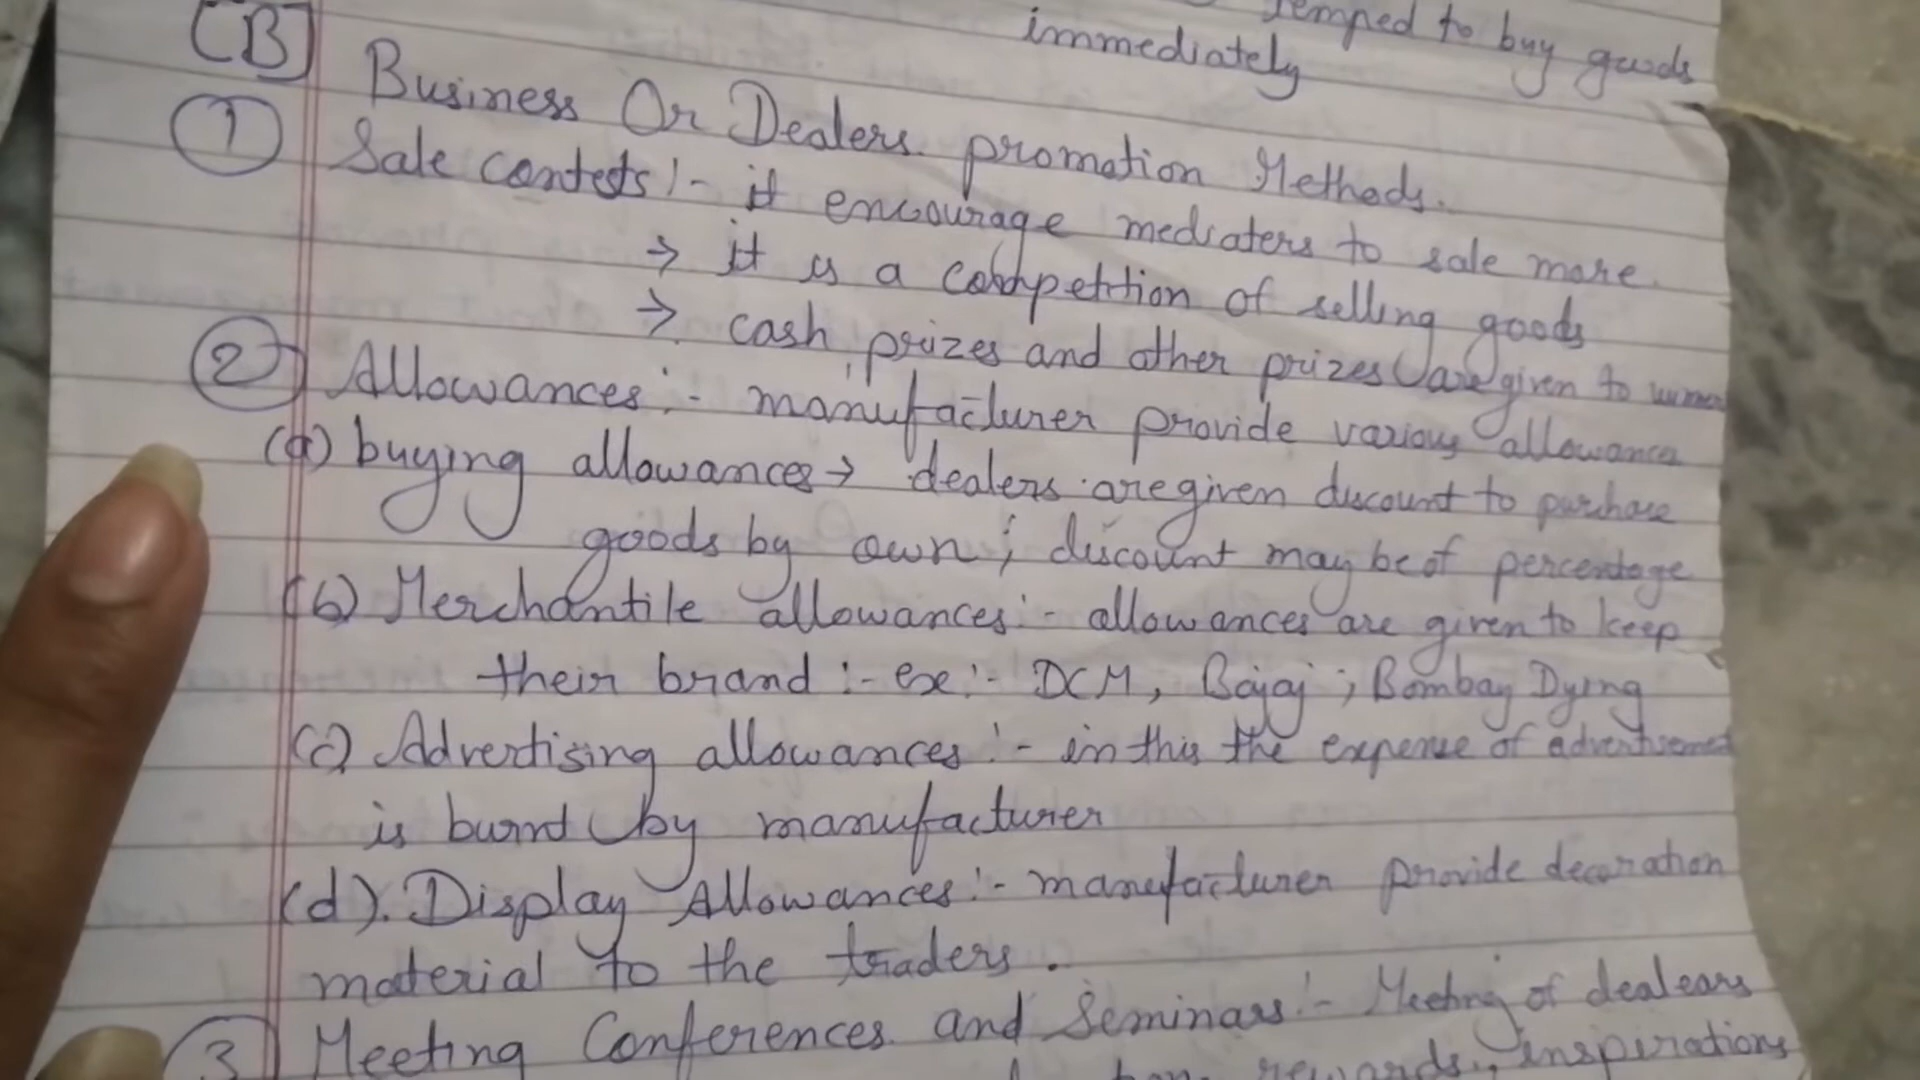 temped to buy goods
immediately
(B) Business Or Dealers promotion Methods.
1 Sale contests :- it encourage mediaters to sale more
→ it is a competition of selling goods
→ cash prizes and other prizes are given to
2 Allowances :- manufacturer provide various allowances
(a) buying allowances → dealers are given discount to purchase
goods by own ; discount may be of percentage
(b) Merchantile allowances :- allowances are given to keep
their brand :- ex :- DCM, Bajaj ; Bombay Dying
(c) Advertising allowances :- in this the expense of advertisement
is burnt by manufacturer
(d). Display Allowances :- manufacturer provide decoration
material to the traders.
3 Meeting Conferences and Seminars :- Meeting of dealears
rewards, inspirations